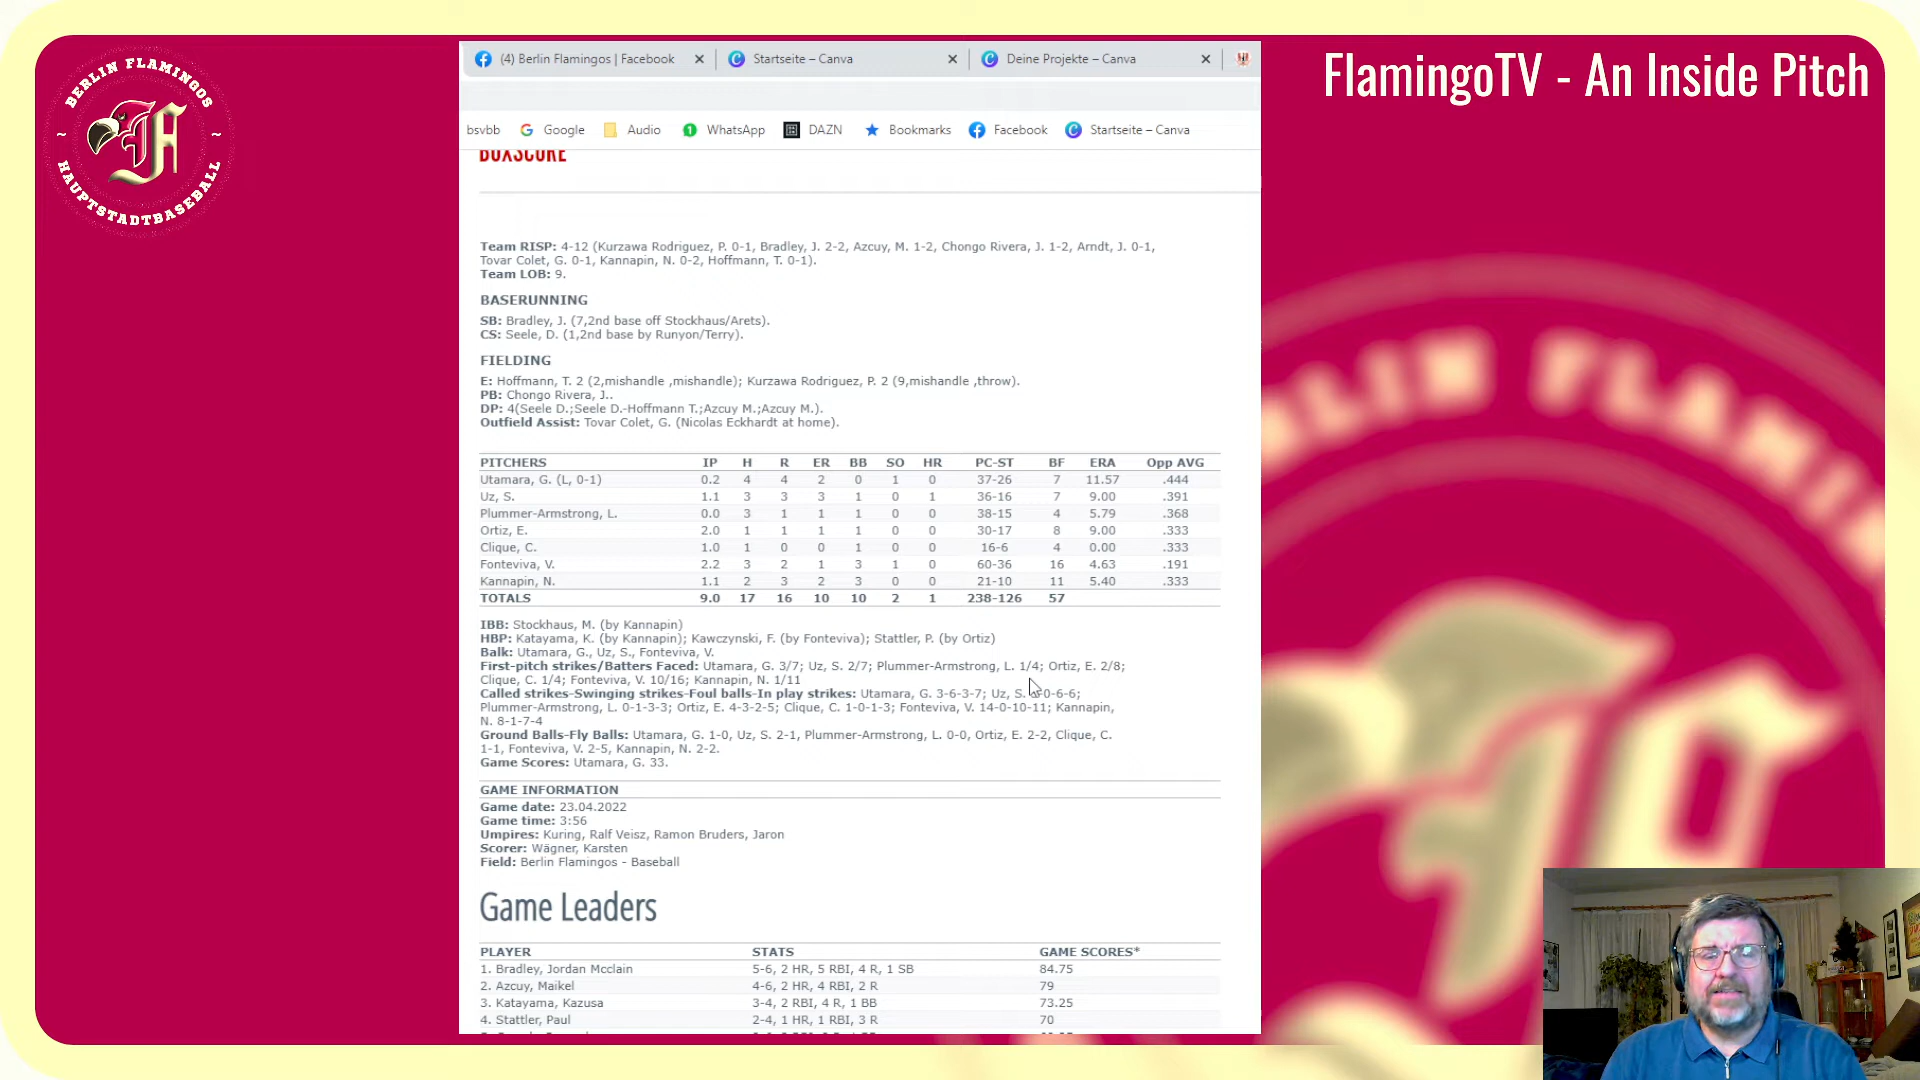 FlamingoTV - An Inside Pitch
BERLIN FLAMINGOS
~ ~
HAUPTSTADTBASEBALL
(4) Berlin Flamingos | Facebook
Startseite – Canva
Deine Projekte – Canva
bsvbb Google Audio WhatsApp DAZN Bookmarks Facebook Startseite – Canva
BOXSCORE
Team RISP: 4-12 (Kurzawa Rodriguez, P. 0-1, Bradley, J. 2-2, Azcuy, M. 1-2, Chongo Rivera, J. 1-2, Arndt, J. 0-1,
Tovar Colet, G. 0-1, Kannapin, N. 0-2, Hoffmann, T. 0-1).
Team LOB: 9.
BASERUNNING
SB: Bradley, J. (7,2nd base off Stockhaus/Arets).
CS: Seele, D. (1,2nd base by Runyon/Terry).
FIELDING
E: Hoffmann, T. 2 (2,mishandle ,mishandle); Kurzawa Rodriguez, P. 2 (9,mishandle ,throw).
PB: Chongo Rivera, J..
DP: 4(Seele D.;Seele D.-Hoffmann T.;Azcuy M.;Azcuy M.).
Outfield Assist: Tovar Colet, G. (Nicolas Eckhardt at home).
PITCHERS IP H R ER BB SO HR PC-ST BF ERA Opp AVG
Utamara, G. (L, 0-1) 0.2 4 4 2 0 1 0 37-26 7 11.57 .444
Uz, S. 1.1 3 3 3 1 0 1 36-16 7 9.00 .391
Plummer-Armstrong, L. 0.0 3 1 1 1 0 0 38-15 4 5.79 .368
Ortiz, E. 2.0 1 1 1 1 0 0 30-17 8 9.00 .333
Clique, C. 1.0 1 0 0 1 0 0 16-6 4 0.00 .333
Fonteviva, V. 2.2 3 2 1 3 1 0 60-36 16 4.63 .191
Kannapin, N. 1.1 2 3 2 3 0 0 21-10 11 5.40 .333
TOTALS 9.0 17 16 10 10 2 1 238-126 57
IBB: Stockhaus, M. (by Kannapin)
HBP: Katayama, K. (by Kannapin); Kawczynski, F. (by Fonteviva); Stattler, P. (by Ortiz)
Balk: Utamara, G., Uz, S., Fonteviva, V.
First-pitch strikes/Batters Faced: Utamara, G. 3/7; Uz, S. 2/7; Plummer-Armstrong, L. 1/4; Ortiz, E. 2/8;
Clique, C. 1/4; Fonteviva, V. 10/16; Kannapin, N. 1/11
Called strikes-Swinging strikes-Foul balls-In play strikes: Utamara, G. 3-6-3-7; Uz, S. 0-6-6;
Plummer-Armstrong, L. 0-1-3-3; Ortiz, E. 4-3-2-5; Clique, C. 1-0-1-3; Fonteviva, V. 14-0-10-11; Kannapin,
N. 8-1-7-4
Ground Balls-Fly Balls: Utamara, G. 1-0, Uz, S. 2-1, Plummer-Armstrong, L. 0-0, Ortiz, E. 2-2, Clique, C.
1-1, Fonteviva, V. 2-5, Kannapin, N. 2-2.
Game Scores: Utamara, G. 33.
GAME INFORMATION
Game date: 23.04.2022
Game time: 3:56
Umpires: Kuring, Ralf Veisz, Ramon Bruders, Jaron
Scorer: Wägner, Karsten
Field: Berlin Flamingos - Baseball
Game Leaders
PLAYER STATS GAME SCORES*
1. Bradley, Jordan Mcclain 5-6, 2 HR, 5 RBI, 4 R, 1 SB 84.75
2. Azcuy, Maikel 4-6, 2 HR, 4 RBI, 2 R 79
3. Katayama, Kazusa 3-4, 2 RBI, 4 R, 1 BB 73.25
4. Stattler, Paul 2-4, 1 HR, 1 RBI, 3 R 70